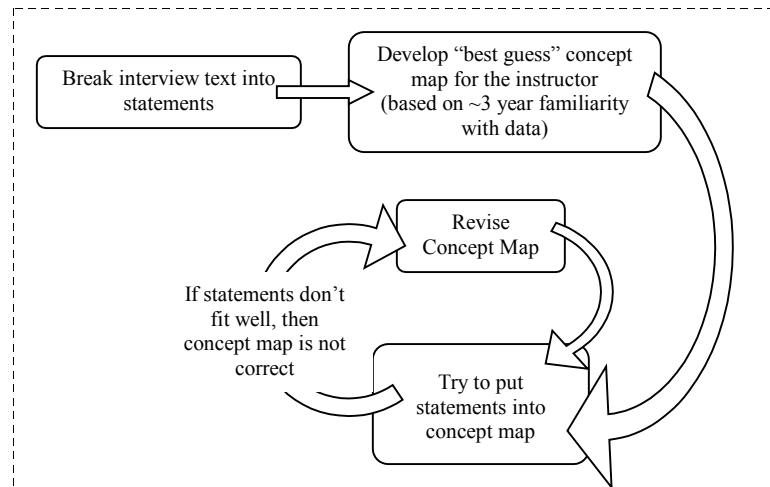 Break interview text into
statements
Develop “best guess” concept
map for the instructor
(based on ~3 year familiarity
with data)
Revise
Concept Map
If statements don’t
fit well, then
concept map is not
correct
Try to put
statements into
concept map